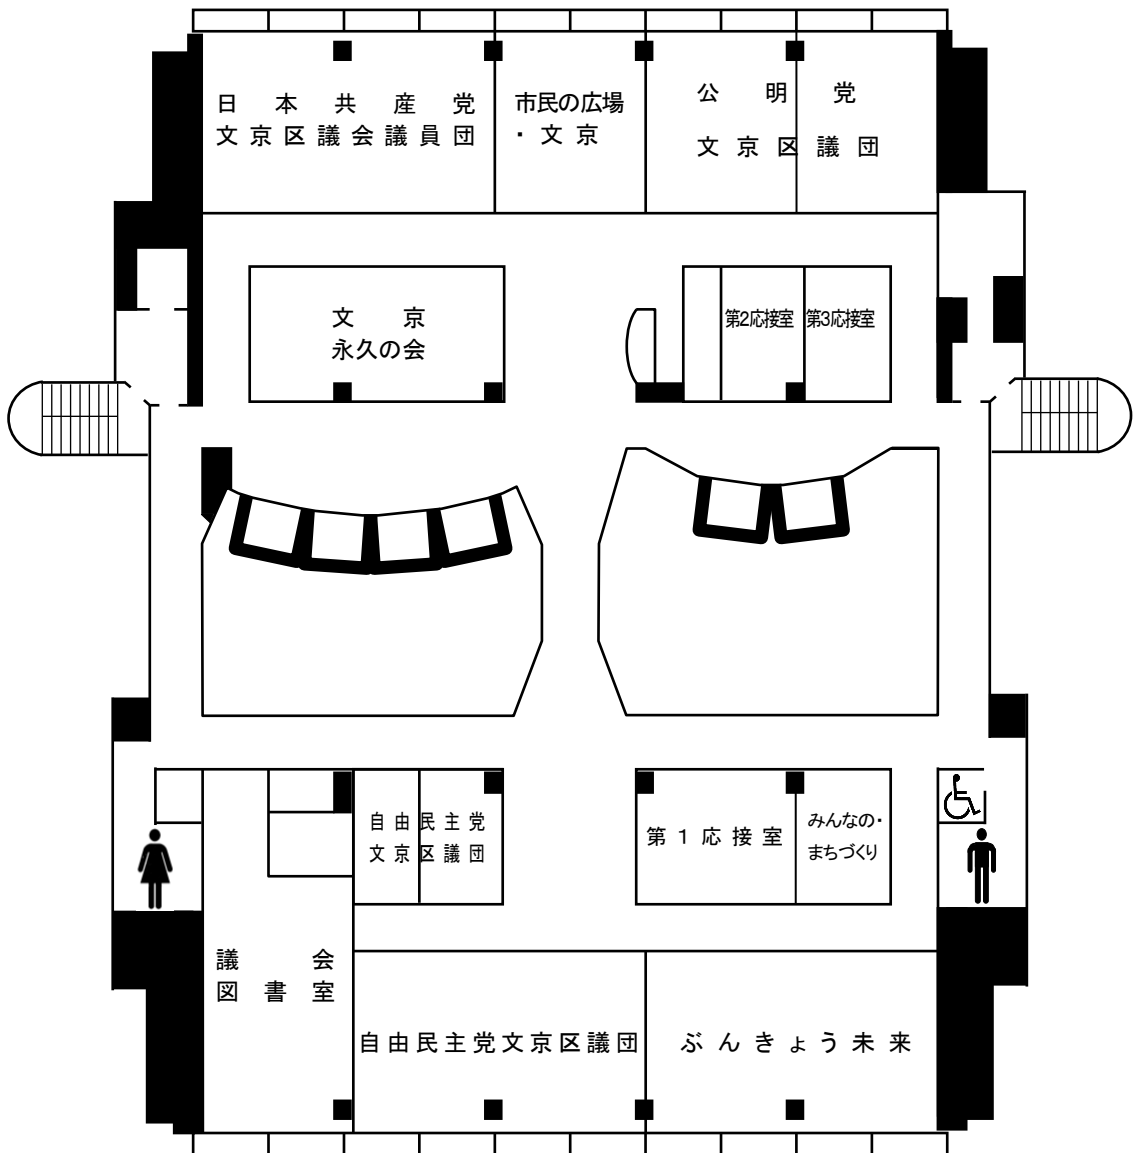 日本共産党
文京区議会議員団
市民の広場
・文京
公明党
文京区議団
文京
永久の会
第2応接室
第3応接室
自由民主党
文京区議団
第1応接室
みんなの・
まちづくり
議会
図書室
自由民主党文京区議団
ぶんきょう未来